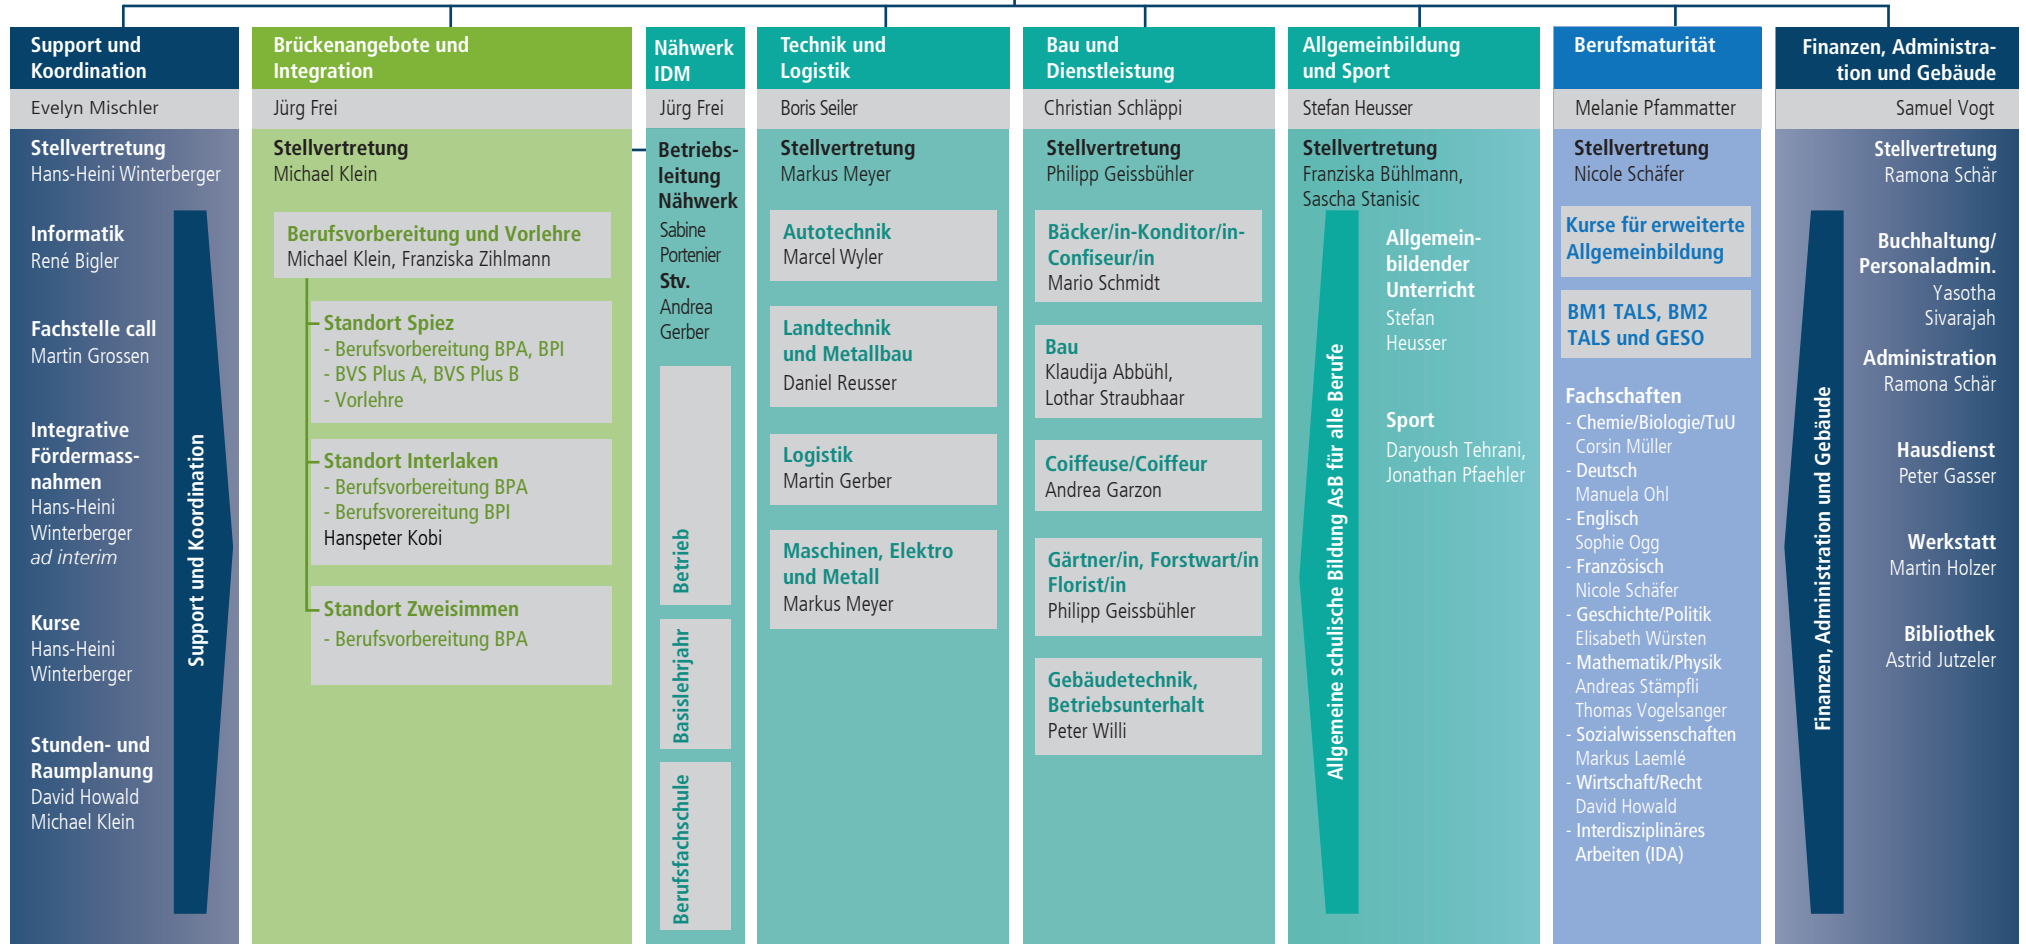 Support und
Koordination
Evelyn Mischler
Stellvertretung
Hans-Heini Winterberger
Informatik
René Bigler
Fachstelle call
Martin Grossen
Integrative
Fördermass-
nahmen
Hans-Heini
Winterberger
ad interim
Kurse
Hans-Heini
Winterberger
Stunden- und
Raumplanung
David Howald
Michael Klein
Support und Koordination
Brückenangebote und
Integration
Jürg Frei
Stellvertretung
Michael Klein
Berufsvorbereitung und Vorlehre
Michael Klein, Franziska Zihlmann
Standort Spiez
- Berufsvorbereitung BPA, BPI
- BVS Plus A, BVS Plus B
- Vorlehre
Standort Interlaken
- Berufsvorbereitung BPA
- Berufsvorereitung BPI
Hanspeter Kobi
Standort Zweisimmen
- Berufsvorbereitung BPA
Nähwerk
IDM
Jürg Frei
Betriebs-
leitung
Nähwerk
Sabine
Portenier
Stv.
Andrea
Gerber
Betrieb
Basislehrjahr
Berufsfachschule
Technik und
Logistik
Boris Seiler
Stellvertretung
Markus Meyer
Autotechnik
Marcel Wyler
Landtechnik
und Metallbau
Daniel Reusser
Logistik
Martin Gerber
Maschinen, Elektro
und Metall
Markus Meyer
Bau und
Dienstleistung
Christian Schläppi
Stellvertretung
Philipp Geissbühler
Bäcker/in-Konditor/in-
Confiseur/in
Mario Schmidt
Bau
Klaudija Abbühl,
Lothar Straubhaar
Coiffeuse/Coiffeur
Andrea Garzon
Gärtner/in, Forstwart/in
Florist/in
Philipp Geissbühler
Gebäudetechnik,
Betriebsunterhalt
Peter Willi
Allgemeinbildung
und Sport
Stefan Heusser
Stellvertretung
Franziska Bühlmann,
Sascha Stanisic
Allgemeine schulische Bildung AsB für alle Berufe
Allgemein-
bildender
Unterricht
Stefan
Heusser
Sport
Daryoush Tehrani,
Jonathan Pfaehler
Berufsmaturität
Melanie Pfammatter
Stellvertretung
Nicole Schäfer
Kurse für erweiterte
Allgemeinbildung
BM1 TALS, BM2
TALS und GESO
Fachschaften
- Chemie/Biologie/TuU
Corsin Müller
- Deutsch
Manuela Ohl
- Englisch
Sophie Ogg
- Französisch
Nicole Schäfer
- Geschichte/Politik
Elisabeth Würsten
- Mathematik/Physik
Andreas Stämpfli
Thomas Vogelsanger
- Sozialwissenschaften
Markus Laemlé
- Wirtschaft/Recht
David Howald
- Interdisziplinäres
Arbeiten (IDA)
Finanzen, Administra-
tion und Gebäude
Samuel Vogt
Stellvertretung
Ramona Schär
Finanzen, Administration und Gebäude
Buchhaltung/
Personaladmin.
Yasotha
Sivarajah
Administration
Ramona Schär
Hausdienst
Peter Gasser
Werkstatt
Martin Holzer
Bibliothek
Astrid Jutzeler